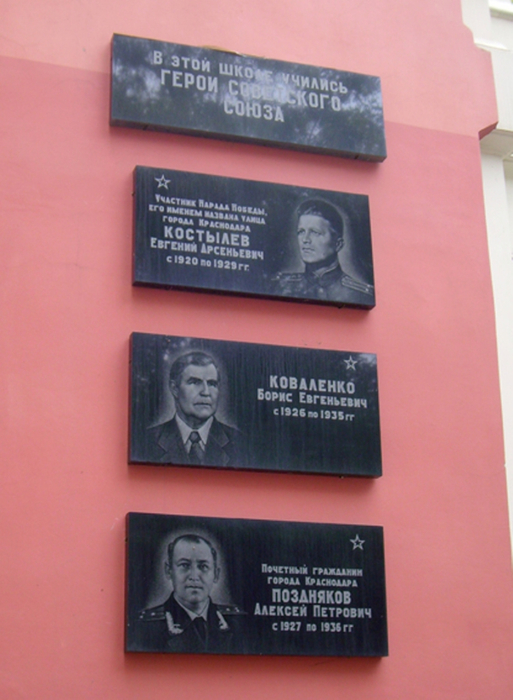 В ЭТОЙ ШКОЛЕ УЧИЛИСЬ
ГЕРОИ СОВЕТСКОГО
СОЮЗА
УЧАСТНИК ПАРАДА ПОБЕДЫ,
ЕГО ИМЕНЕМ НАЗВАНА УЛИЦА
ГОРОДА КРАСНОДАРА
КОСТЫЛЕВ
ЕВГЕНИЙ АРСЕНЬЕВИЧ
с 1920 по 1929 гг.
КОВАЛЕНКО
БОРИС ЕВГЕНЬЕВИЧ
с 1926 по 1935 гг
ПОЧЕТНЫЙ ГРАЖДАНИН
ГОРОДА КРАСНОДАРА
ПОЗДНЯКОВ
АЛЕКСЕЙ ПЕТРОВИЧ
с 1927 по 1936 гг